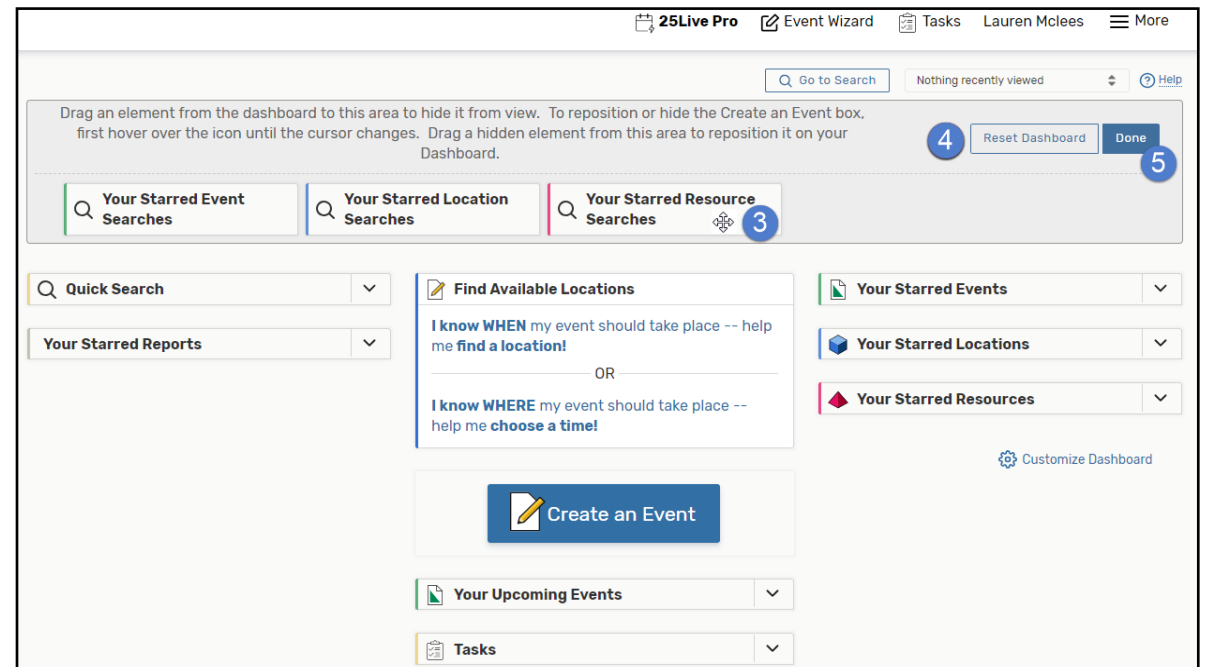 25Live Pro Event Wizard Tasks Lauren Mclees More
Go to Search Nothing recently viewed ? Help
Drag an element from the dashboard to this area to hide it from view. To reposition or hide the Create an Event box,
first hover over the icon until the cursor changes. Drag a hidden element from this area to reposition it on your
Dashboard.
4 Reset Dashboard Done
5
Your Starred Event
Searches
Your Starred Location
Searches
Your Starred Resource
Searches
3
Quick Search
Your Starred Reports
Find Available Locations
I know WHEN my event should take place -- help
me find a location!
OR
I know WHERE my event should take place --
help me choose a time!
Create an Event
Your Upcoming Events
Tasks
Your Starred Events
Your Starred Locations
Your Starred Resources
Customize Dashboard